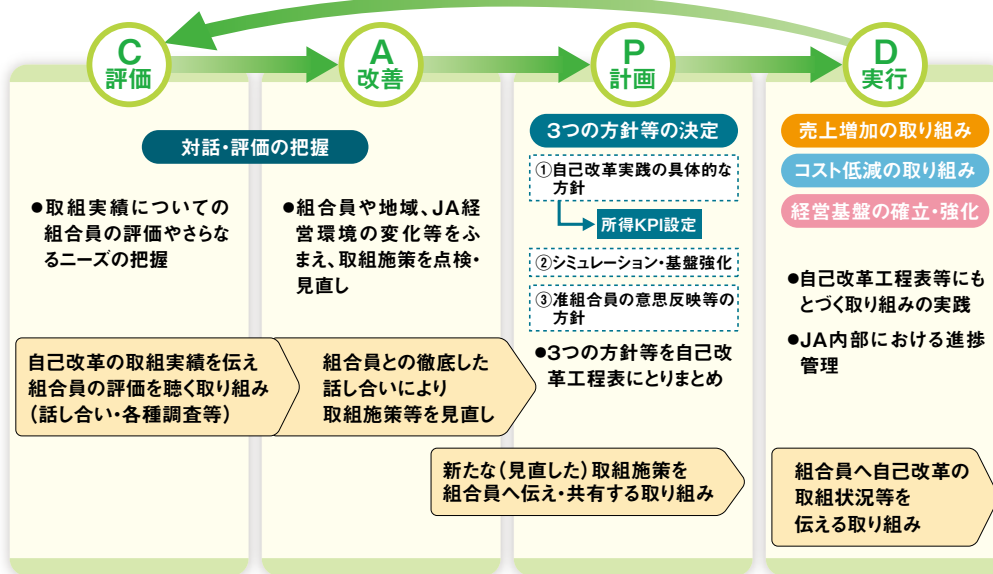 C
評価
A
改善
P
計画
D
実行
対話・評価の把握
●取組実績についての
組合員の評価やさらな
るニーズの把握
●組合員や地域、JA経
営環境の変化等をふ
まえ、取組施策を点検・
見直し
自己改革の取組実績を伝え
組合員の評価を聴く取り組み
（話し合い・各種調査等）
組合員との徹底した
話し合いにより
取組施策等を見直し
3つの方針等の決定
①自己改革実践の具体的な
方針
所得KPI設定
②シミュレーション・基盤強化
③准組合員の意思反映等の
方針
●3つの方針等を自己改
革工程表にとりまとめ
新たな（見直した）取組施策を
組合員へ伝え・共有する取り組み
売上増加の取り組み
コスト低減の取り組み
経営基盤の確立・強化
●自己改革工程表等にも
とづく取り組みの実践
●JA内部における進捗
管理
組合員へ自己改革の
取組状況等を
伝える取り組み